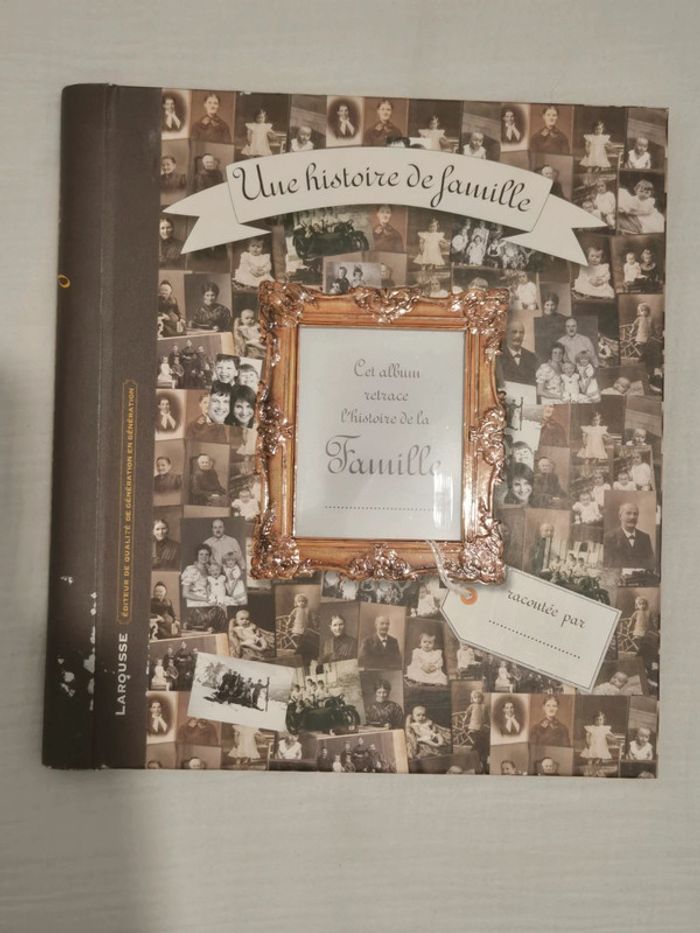 Une histoire de famille
Cet album
retrace
l'histoire de la
Famille
....................
racontée par
....................
LAROUSSE
ÉDITEUR DE QUALITÉ DE GÉNÉRATION EN GÉNÉRATION